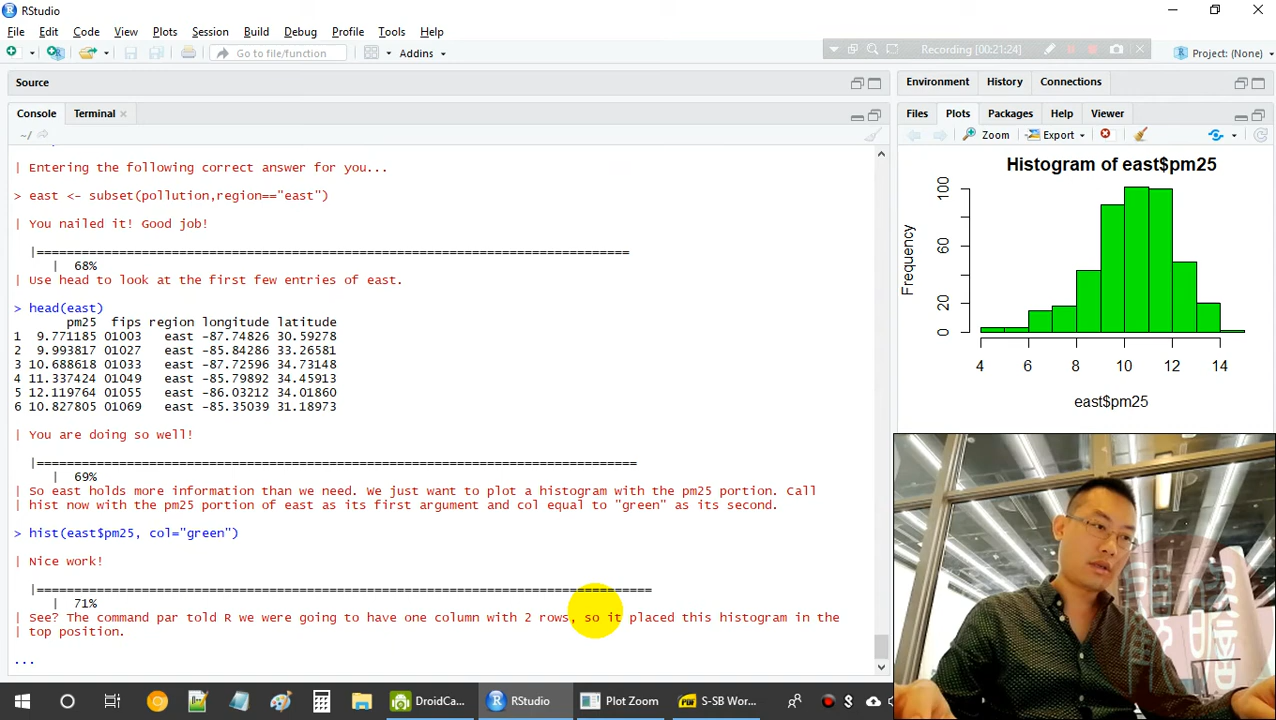 RStudio
File Edit Code View Plots Session Build Debug Profile Tools Help
Go to file/function Addins Recording [00:21:24] Project: (None)
Source
Console Terminal
~/
| Entering the following correct answer for you...
> east <- subset(pollution,region=="east")
| You nailed it! Good job!
|================================================================================
| 68%
| Use head to look at the first few entries of east.
> head(east)
pm25 fips region longitude latitude
1 9.771185 01003 east -87.74826 30.59278
2 9.993817 01027 east -85.84286 33.26581
3 10.688618 01033 east -87.72596 34.73148
4 11.337424 01049 east -85.79892 34.45913
5 12.119764 01055 east -86.03212 34.01860
6 10.827805 01069 east -85.35039 31.18973
| You are doing so well!
|=================================================================================
| 69%
| So east holds more information than we need. We just want to plot a histogram with the pm25 portion. Call
| hist now with the pm25 portion of east as its first argument and col equal to "green" as its second.
> hist(east$pm25, col="green")
| Nice work!
|===================================================================================
| 71%
| See? The command par told R we were going to have one column with 2 rows, so it placed this histogram in the
| top position.
...
Environment History Connections
Files Plots Packages Help Viewer
Zoom Export
Histogram of east$pm25
Frequency
100
60
20
0
4 6 8 10 12 14
east$pm25
DroidCa... RStudio Plot Zoom S-SB Wor...